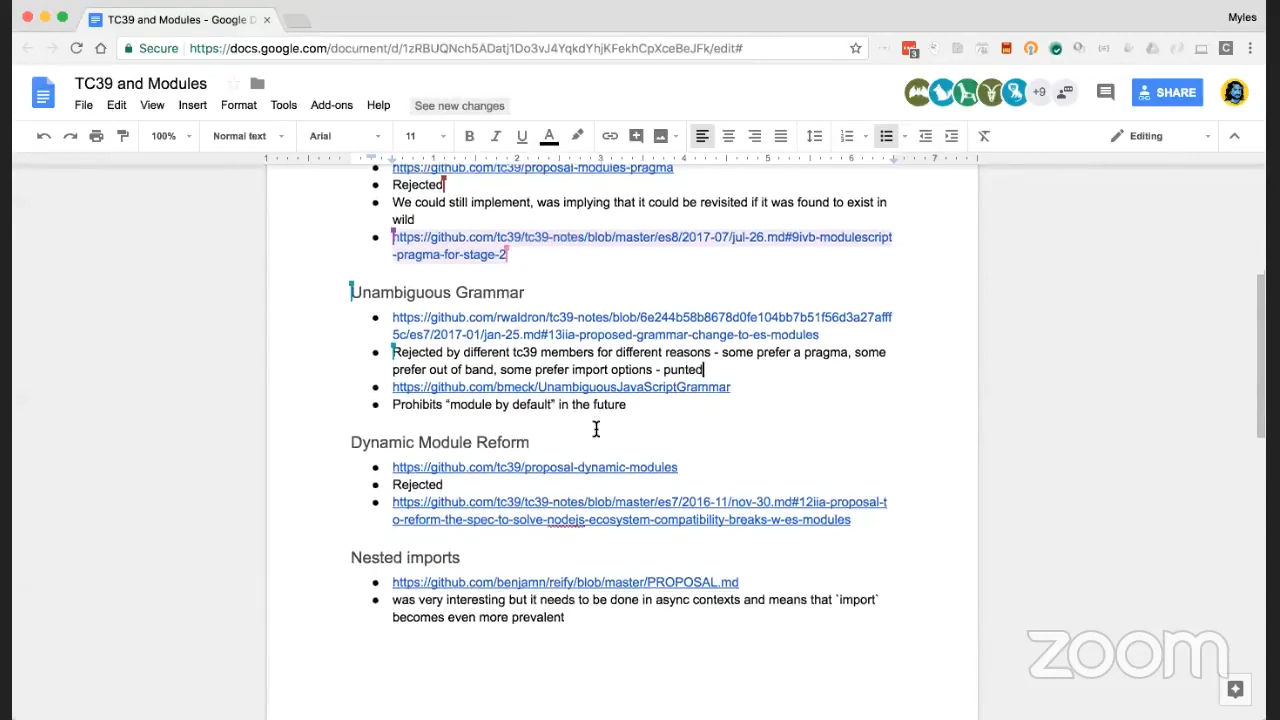 TC39 and Modules - Google D
Myles
Secure
https://docs.google.com/document/d/1zRBUQNch5ADatj1Do3vJ4YqkdYhjKFekhCpXceBeJFk/edit#
3
C
TC39 and Modules
+9
SHARE
File Edit View Insert Format Tools Add-ons Help See new changes
100% Normal text Arial 11 B I U A Editing
1 1 2 3 4 5 6 7
https://github.com/tc39/proposal-modules-pragma
Rejected
We could still implement, was implying that it could be revisited if it was found to exist in
wild
https://github.com/tc39/tc39-notes/blob/master/es8/2017-07/jul-26.md#9ivb-modulescript
-pragma-for-stage-2
Unambiguous Grammar
https://github.com/rwaldron/tc39-notes/blob/6e244b58b8678d0fe104bb7b51f56d3a27afff
5c/es7/2017-01/jan-25.md#13iia-proposed-grammar-change-to-es-modules
Rejected by different tc39 members for different reasons - some prefer a pragma, some
prefer out of band, some prefer import options - punted
https://github.com/bmeck/UnambiguousJavaScriptGrammar
Prohibits “module by default” in the future
Dynamic Module Reform
https://github.com/tc39/proposal-dynamic-modules
Rejected
https://github.com/tc39/tc39-notes/blob/master/es7/2016-11/nov-30.md#12iia-proposal-t
o-reform-the-spec-to-solve-nodejs-ecosystem-compatibility-breaks-w-es-modules
Nested imports
https://github.com/benjamn/reify/blob/master/PROPOSAL.md
was very interesting but it needs to be done in async contexts and means that `import`
becomes even more prevalent
zoom